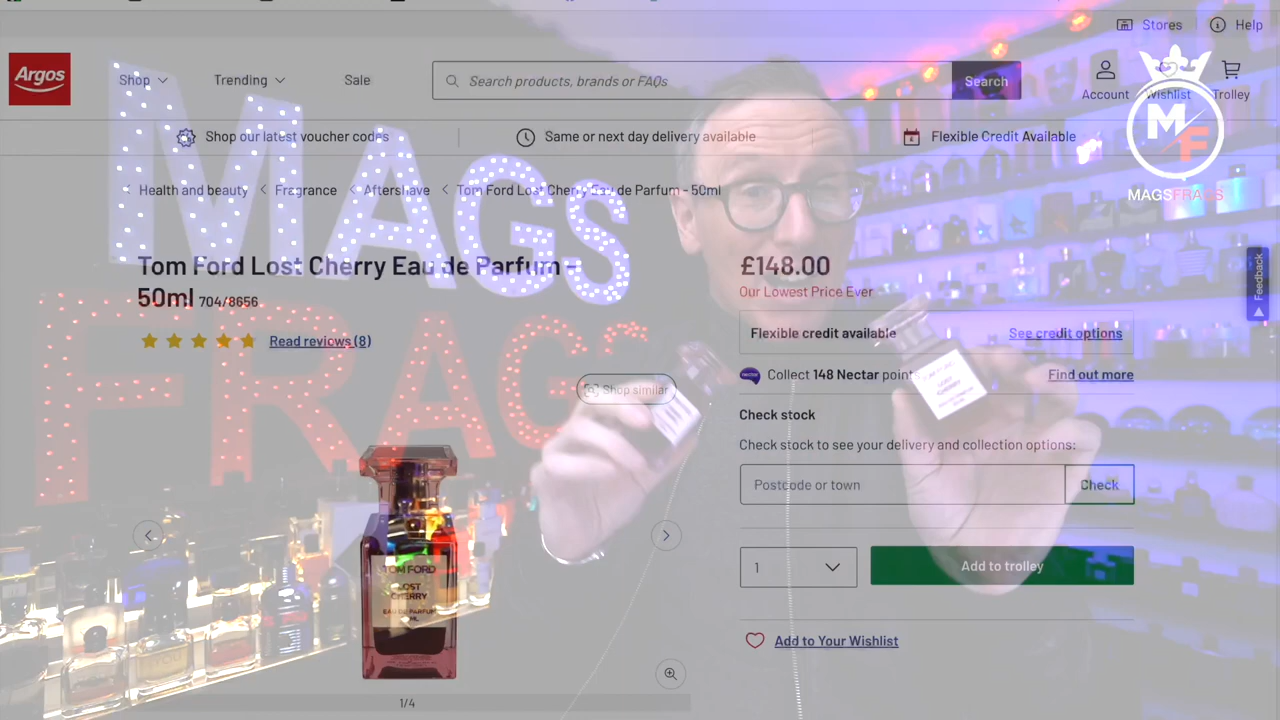 Stores
Help
Argos
Shop
Trending
Sale
Search products, brands or FAQs
Search
Account
Wishlist
Trolley
Shop our latest voucher codes
Same or next day delivery available
Flexible Credit Available
MF
MAGSFRAGS
Health and beauty
Fragrance
Aftershave
Tom Ford Lost Cherry Eau de Parfum - 50ml
MAGS
FRAGS
Tom Ford Lost Cherry Eau de Parfum -
50ml 704/8656
Read reviews (8)
£148.00
Our Lowest Price Ever
Flexible credit available
See credit options
nectar
Collect 148 Nectar points
Find out more
Feedback
Shop similar
Check stock
Check stock to see your delivery and collection options:
Postcode or town
Check
1
Add to trolley
Add to Your Wishlist
TOM FORD
LOST
CHERRY
EAU DE PARFUM
1/4